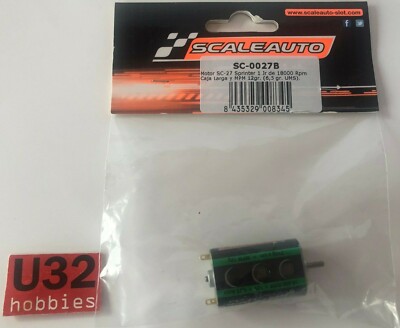 www.scaleauto-slot.com
SCALEAUTO
SC-0027B
Motor SC-27 Sprinter 1 Jr de 18000 Rpm
Caja Larga y MPM 12gr. (6,5 gr. UMS).
8 435329 008345
U32
hobbies